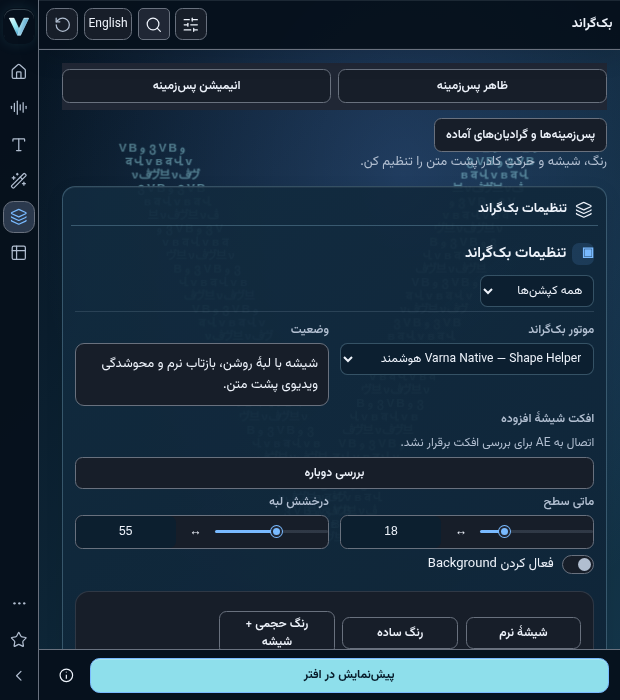 بک‌گراند
English
ظاهر پس‌زمینه
انیمیشن پس‌زمینه
پس‌زمینه‌ها و گرادیان‌های آماده
رنگ، شیشه و حرکت کادر پشت متن را تنظیم کن.
تنظیمات بک‌گراند
تنظیمات بک‌گراند
همه کپشن‌ها
موتور بک‌گراند
Varna Native — Shape Helper هوشمند
وضعیت
شیشه با لبهٔ روشن، بازتاب نرم و محوشدگی
ویدیوی پشت متن.
افکت شیشهٔ افزوده
اتصال به AE برای بررسی افکت برقرار نشد.
بررسی دوباره
ماتی سطح
18
درخشش لبه
55
فعال کردن Background
شیشهٔ نرم
رنگ ساده
رنگ حجمی +
شیشه
پیش‌نمایش در افتر